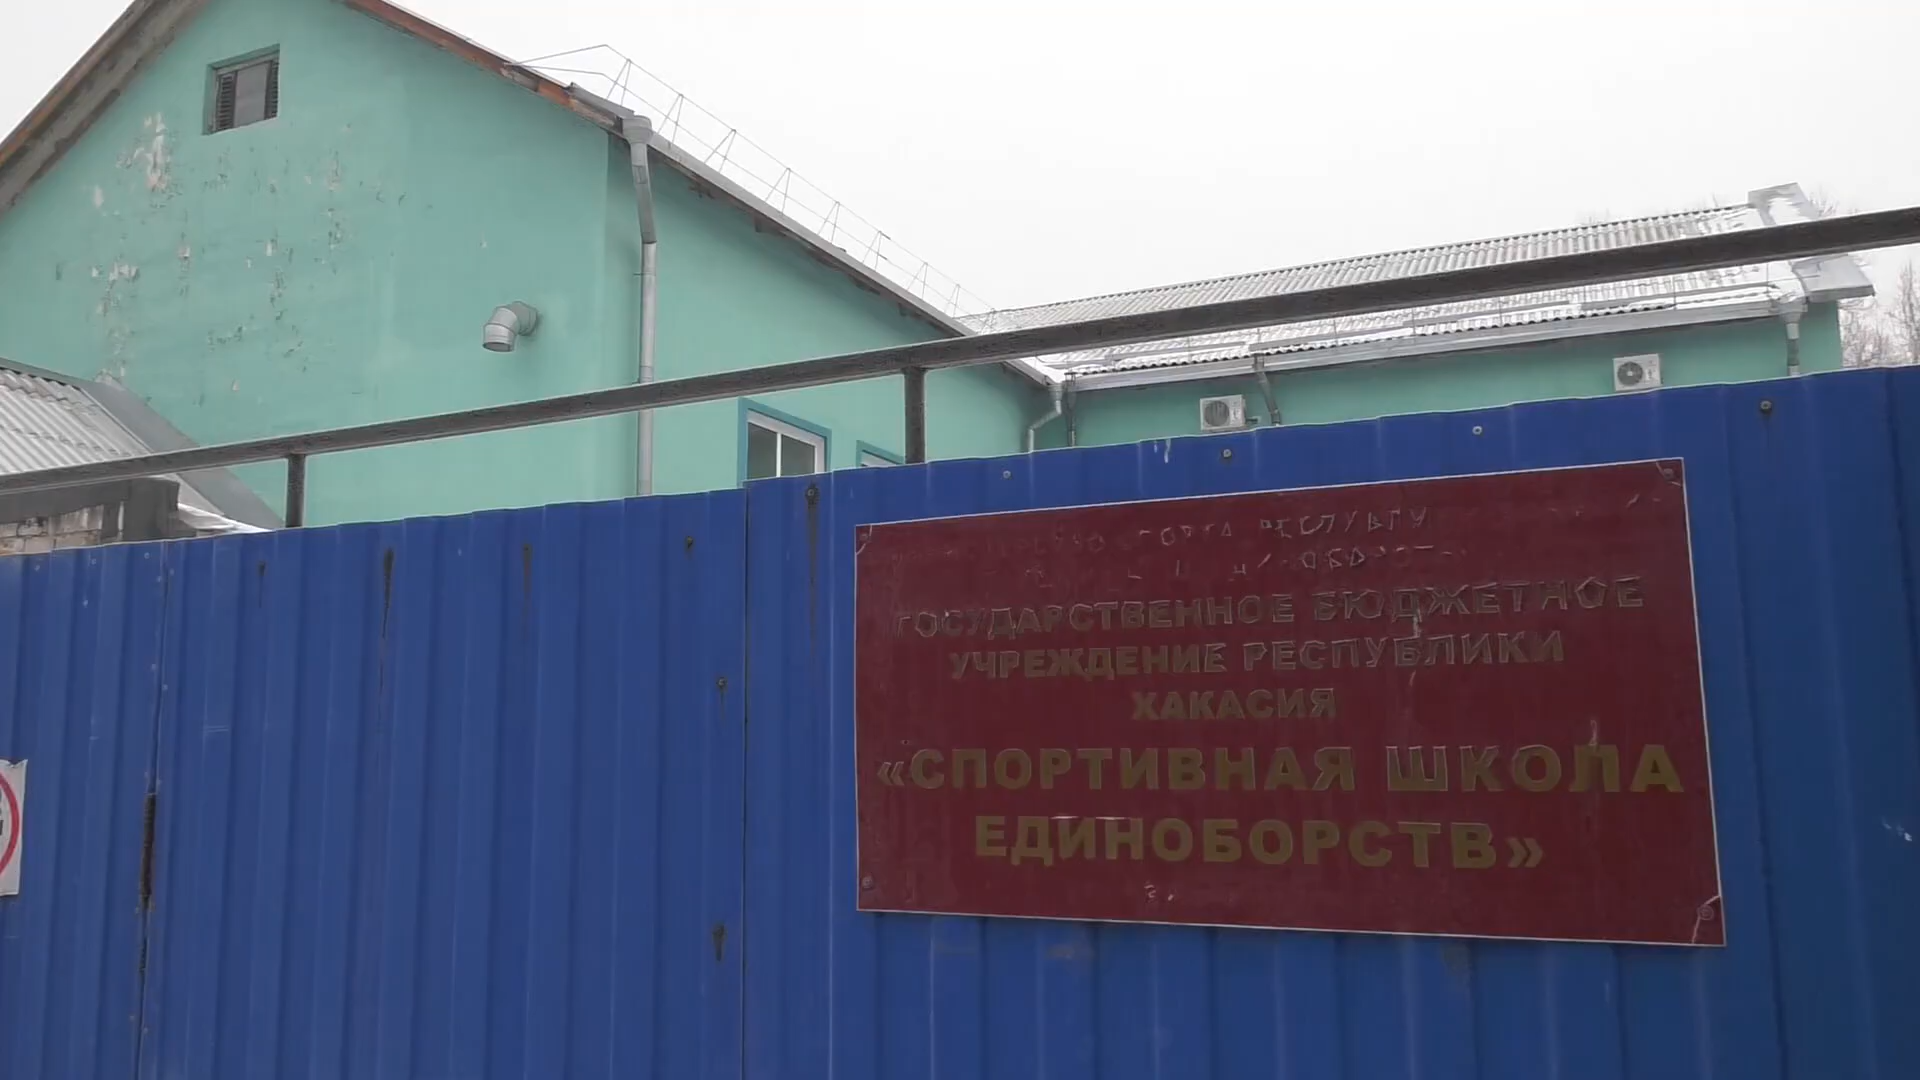 ГОСУДАРСТВЕННОЕ БЮДЖЕТНОЕ
УЧРЕЖДЕНИЕ РЕСПУБЛИКИ
ХАКАСИЯ
«СПОРТИВНАЯ ШКОЛА
ЕДИНОБОРСТВ»